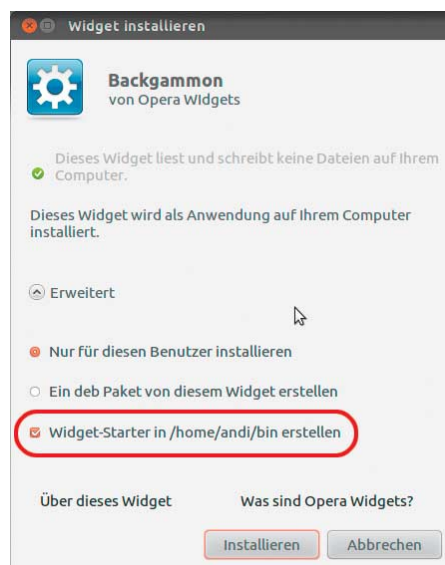 Widget installieren
Backgammon
von Opera WIdgets
Dieses Widget liest und schreibt keine Dateien auf Ihrem
Computer.
Dieses Widget wird als Anwendung auf Ihrem Computer
installiert.
Erweitert
Nur für diesen Benutzer installieren
Ein deb Paket von diesem Widget erstellen
Widget-Starter in /home/andi/bin erstellen
Über dieses Widget Was sind Opera Widgets?
Installieren Abbrechen